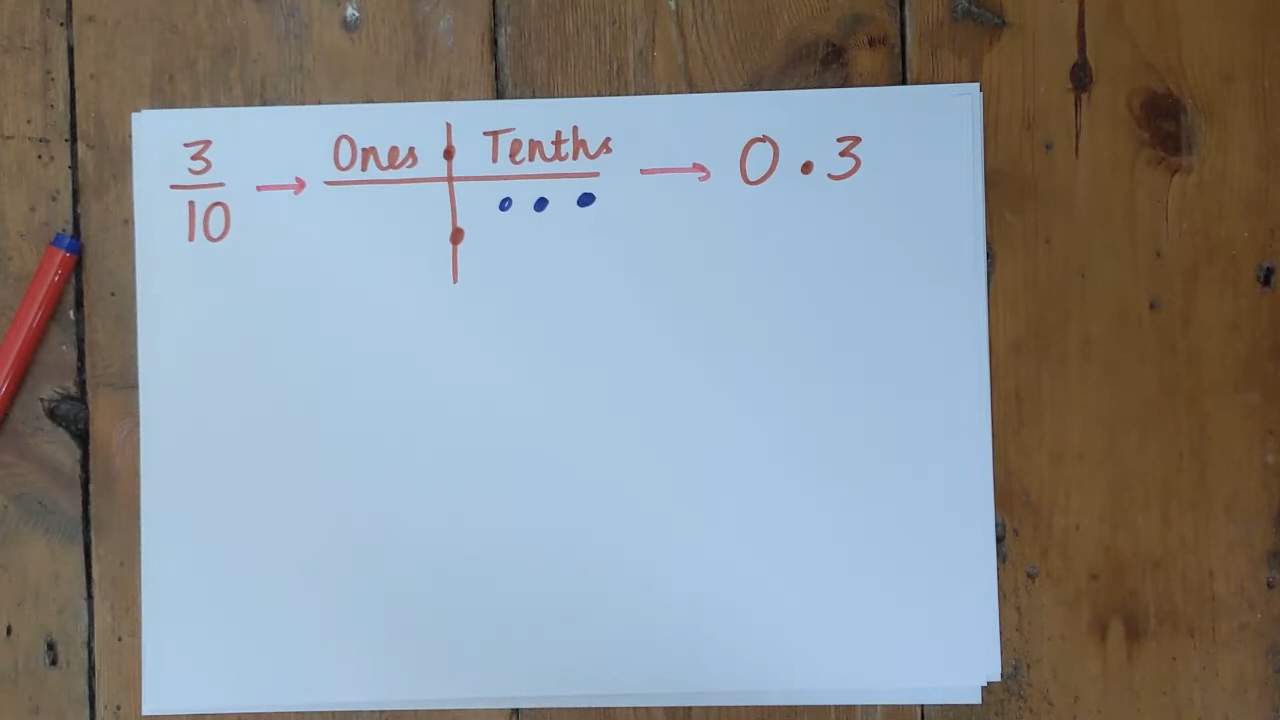 3/10 → Ones Tenths → 0.3